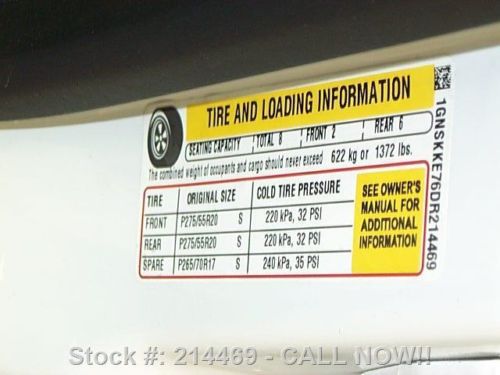 TIRE AND LOADING INFORMATION
SEATING CAPACITY TOTAL 8 FRONT 2 REAR 6
The combined weight of occupants and cargo should never exceed 622 kg or 1372 lbs.
TIRE ORIGINAL SIZE COLD TIRE PRESSURE
FRONT P275/55R20 S 220 kPa, 32 PSI
REAR P275/55R20 S 220 kPa, 32 PSI
SPARE P265/70R17 S 240 kPa, 35 PSI
SEE OWNER'S
MANUAL FOR
ADDITIONAL
INFORMATION
1GNSKKE76DR214469
Stock #: 214469 - CALL NOW!!